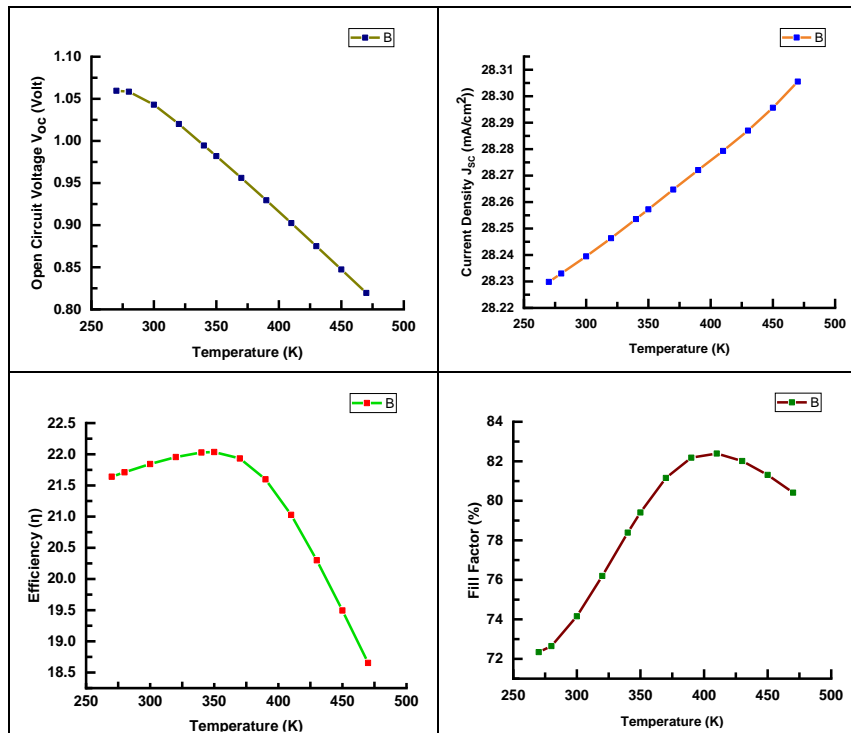 B
1.10
1.05
1.00
0.95
0.90
0.85
0.80
250 300 350 400 450 500
Open Circuit Voltage Voc (Volt)
Temperature (K)
B
28.31
28.30
28.29
28.28
28.27
28.26
28.25
28.24
28.23
28.22
250 300 350 400 450 500
Current Density JSC (mA/cm2))
Temperature (K)
B
22.5
22.0
21.5
21.0
20.5
20.0
19.5
19.0
18.5
250 300 350 400 450 500
Efficiency (η)
Temperature (K)
B
84
82
80
78
76
74
72
250 300 350 400 450 500
Fill Factor (%)
Temperature (K)